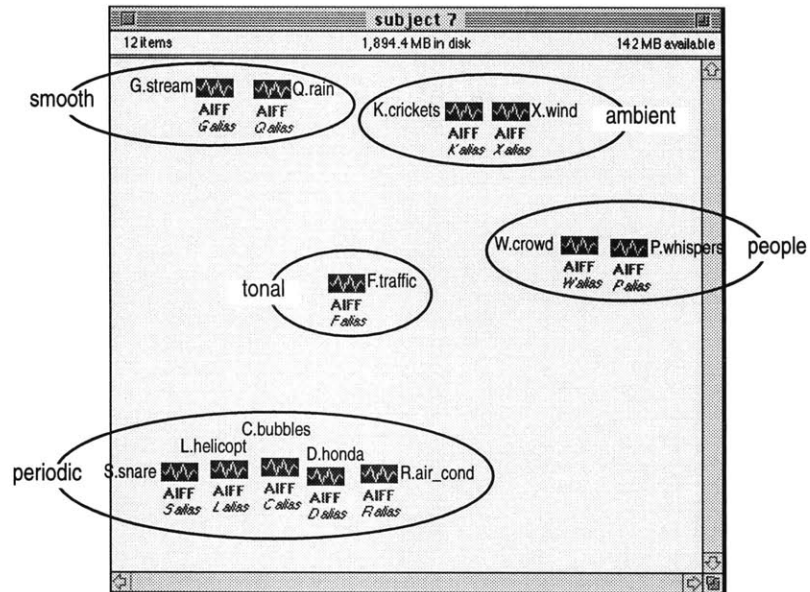 subject 7
12 items 1,894.4 MB in disk 142 MB available
smooth
G.stream Q.rain
AIFF AIFF
G alias Q alias
K.crickets X.wind ambient
AIFF AIFF
K alias X alias
W.crowd P.whispers people
AIFF AIFF
W alias P alias
tonal F.traffic
AIFF
F alias
periodic
C.bubbles
L.helicopt
D.honda
S.snare R.air_cond
AIFF AIFF AIFF AIFF AIFF
S alias L alias C alias D alias R alias